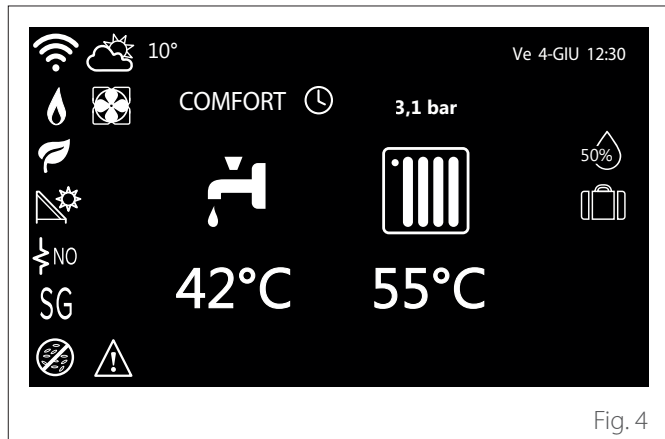 10°
Ve 4-GIU 12:30
COMFORT
3,1 bar
50%
NO
42°C
55°C
SG
Fig. 4